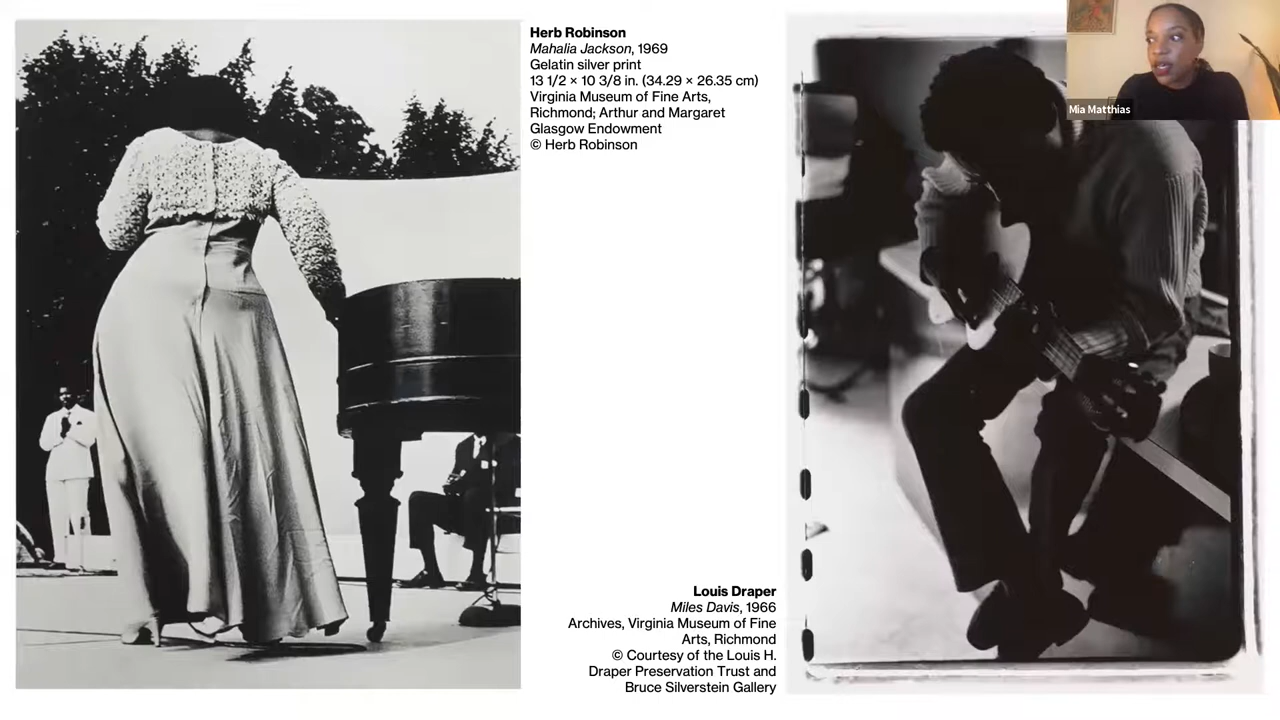 Herb Robinson
Mahalia Jackson, 1969
Gelatin silver print
13 1/2 × 10 3/8 in. (34.29 × 26.35 cm)
Virginia Museum of Fine Arts,
Richmond; Arthur and Margaret
Glasgow Endowment
© Herb Robinson
Mia Matthias
Louis Draper
Miles Davis, 1966
Archives, Virginia Museum of Fine
Arts, Richmond
© Courtesy of the Louis H.
Draper Preservation Trust and
Bruce Silverstein Gallery